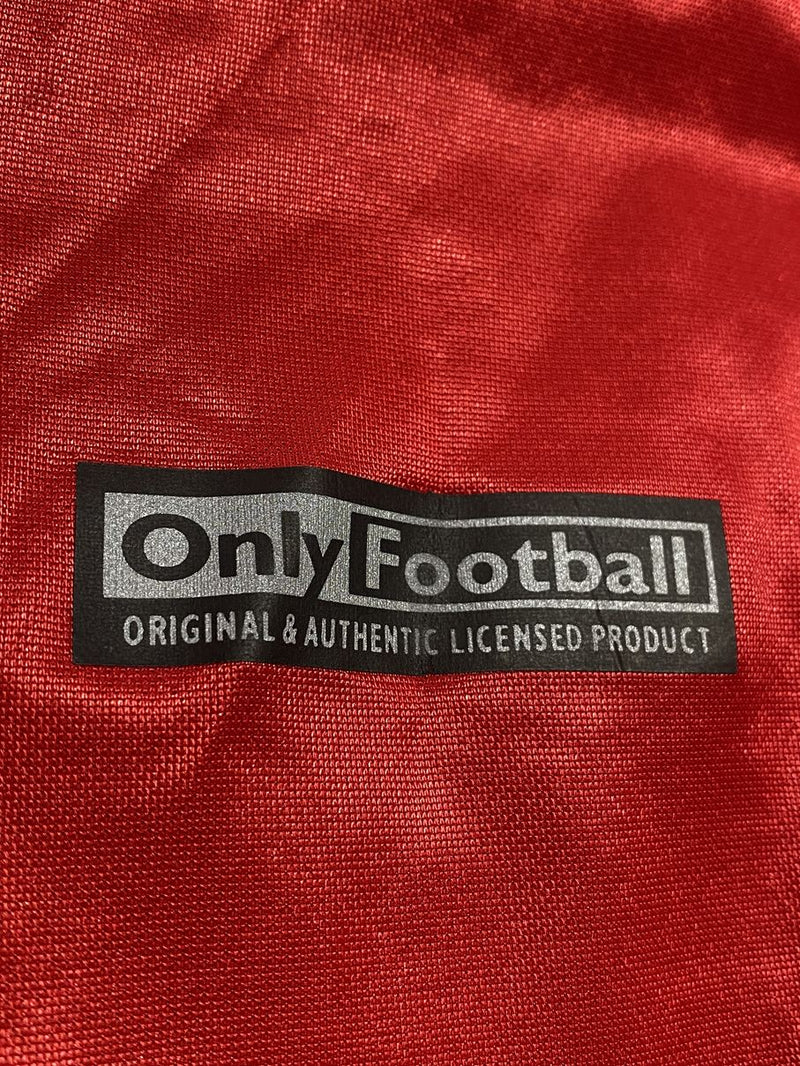 OnlyFootball
ORIGINAL & AUTHENTIC LICENSED PRODUCT